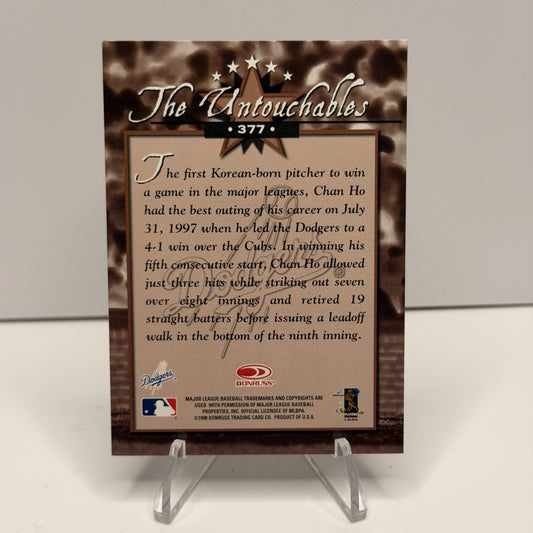 The Untouchables
• 377 •
The first Korean-born pitcher to win
a game in the major leagues, Chan Ho
had the best outing of his career on July
31, 1997 when he led the Dodgers to a
4-1 win over the Cubs. In winning his
fifth consecutive start, Chan Ho allowed
just three hits while striking out seven
over eight innings and retired 19
straight batters before issuing a leadoff
walk in the bottom of the ninth inning.
Dodgers
®
Dodgers
DONRUSS
MAJOR LEAGUE BASEBALL TRADEMARKS AND COPYRIGHTS ARE
USED WITH PERMISSION OF MAJOR LEAGUE BASEBALL
PROPERTIES, INC. OFFICIAL LICENSEE OF MLBPA.
©1998 DONRUSS TRADING CARD CO. PRODUCT OF U.S.A.